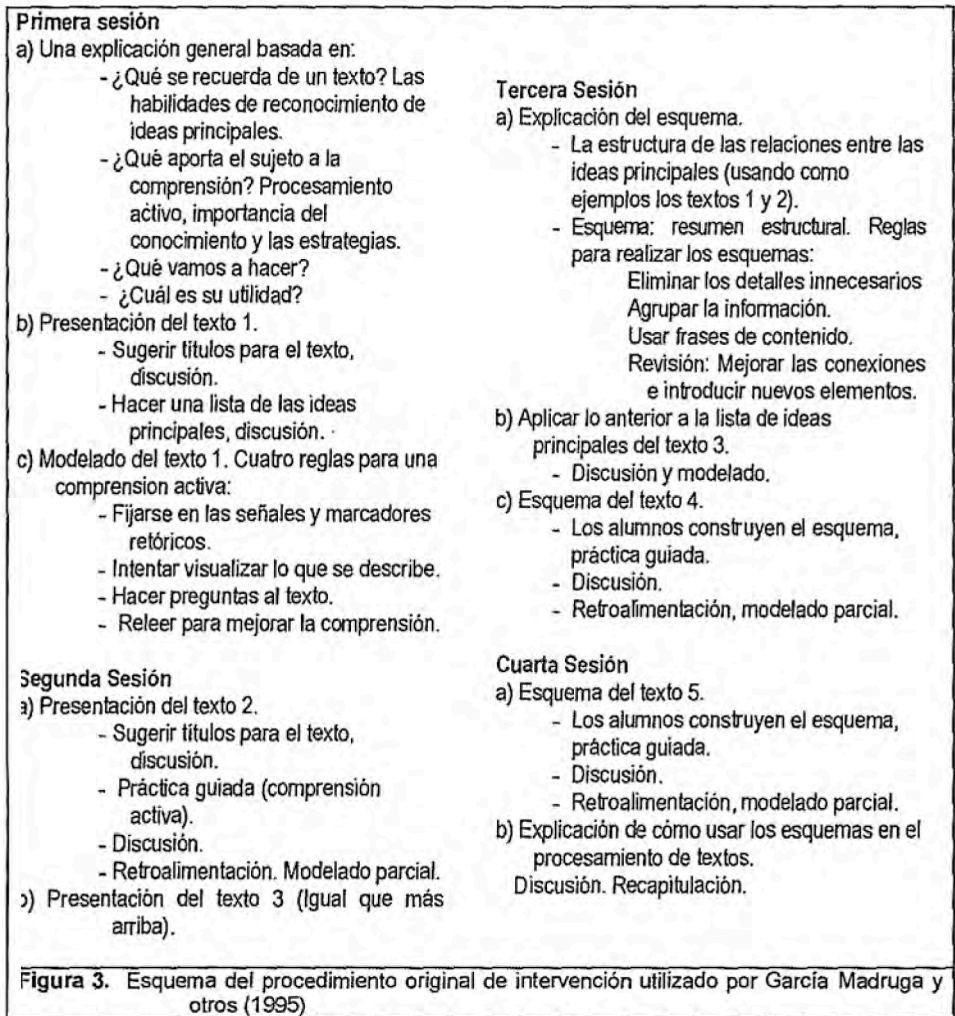 Primera sesión
a) Una explicación general basada en:
- ¿Qué se recuerda de un texto? Las
habilidades de reconocimiento de
ideas principales.
- ¿Qué aporta el sujeto a la
comprensión? Procesamiento
activo, importancia del
conocimiento y las estrategias.
- ¿Qué vamos a hacer?
- ¿Cuál es su utilidad?
b) Presentación del texto 1.
- Sugerir títulos para el texto,
discusión.
- Hacer una lista de las ideas
principales, discusión.
c) Modelado del texto 1. Cuatro reglas para una
comprension activa:
- Fijarse en las señales y marcadores
retóricos.
- Intentar visualizar lo que se describe.
- Hacer preguntas al texto.
- Releer para mejorar la comprensión.
Segunda Sesión
a) Presentación del texto 2.
- Sugerir títulos para el texto,
discusión.
- Práctica guiada (comprensión
activa).
- Discusión.
- Retroalimentación. Modelado parcial.
b) Presentación del texto 3 (Igual que más
arriba).
Tercera Sesión
a) Explicación del esquema.
- La estructura de las relaciones entre las
ideas principales (usando como
ejemplos los textos 1 y 2).
- Esquema: resumen estructural. Reglas
para realizar los esquemas:
Eliminar los detalles innecesarios
Agrupar la información.
Usar frases de contenido.
Revisión: Mejorar las conexiones
e introducir nuevos elementos.
b) Aplicar lo anterior a la lista de ideas
principales del texto 3.
- Discusión y modelado.
c) Esquema del texto 4.
- Los alumnos construyen el esquema,
práctica guiada.
- Discusión.
- Retroalimentación, modelado parcial.
Cuarta Sesión
a) Esquema del texto 5.
- Los alumnos construyen el esquema,
práctica guiada.
- Discusión.
- Retroalimentación, modelado parcial.
b) Explicación de cómo usar los esquemas en el
procesamiento de textos.
Discusión. Recapitulación.
Figura 3. Esquema del procedimiento original de intervención utilizado por García Madruga y
otros (1995)